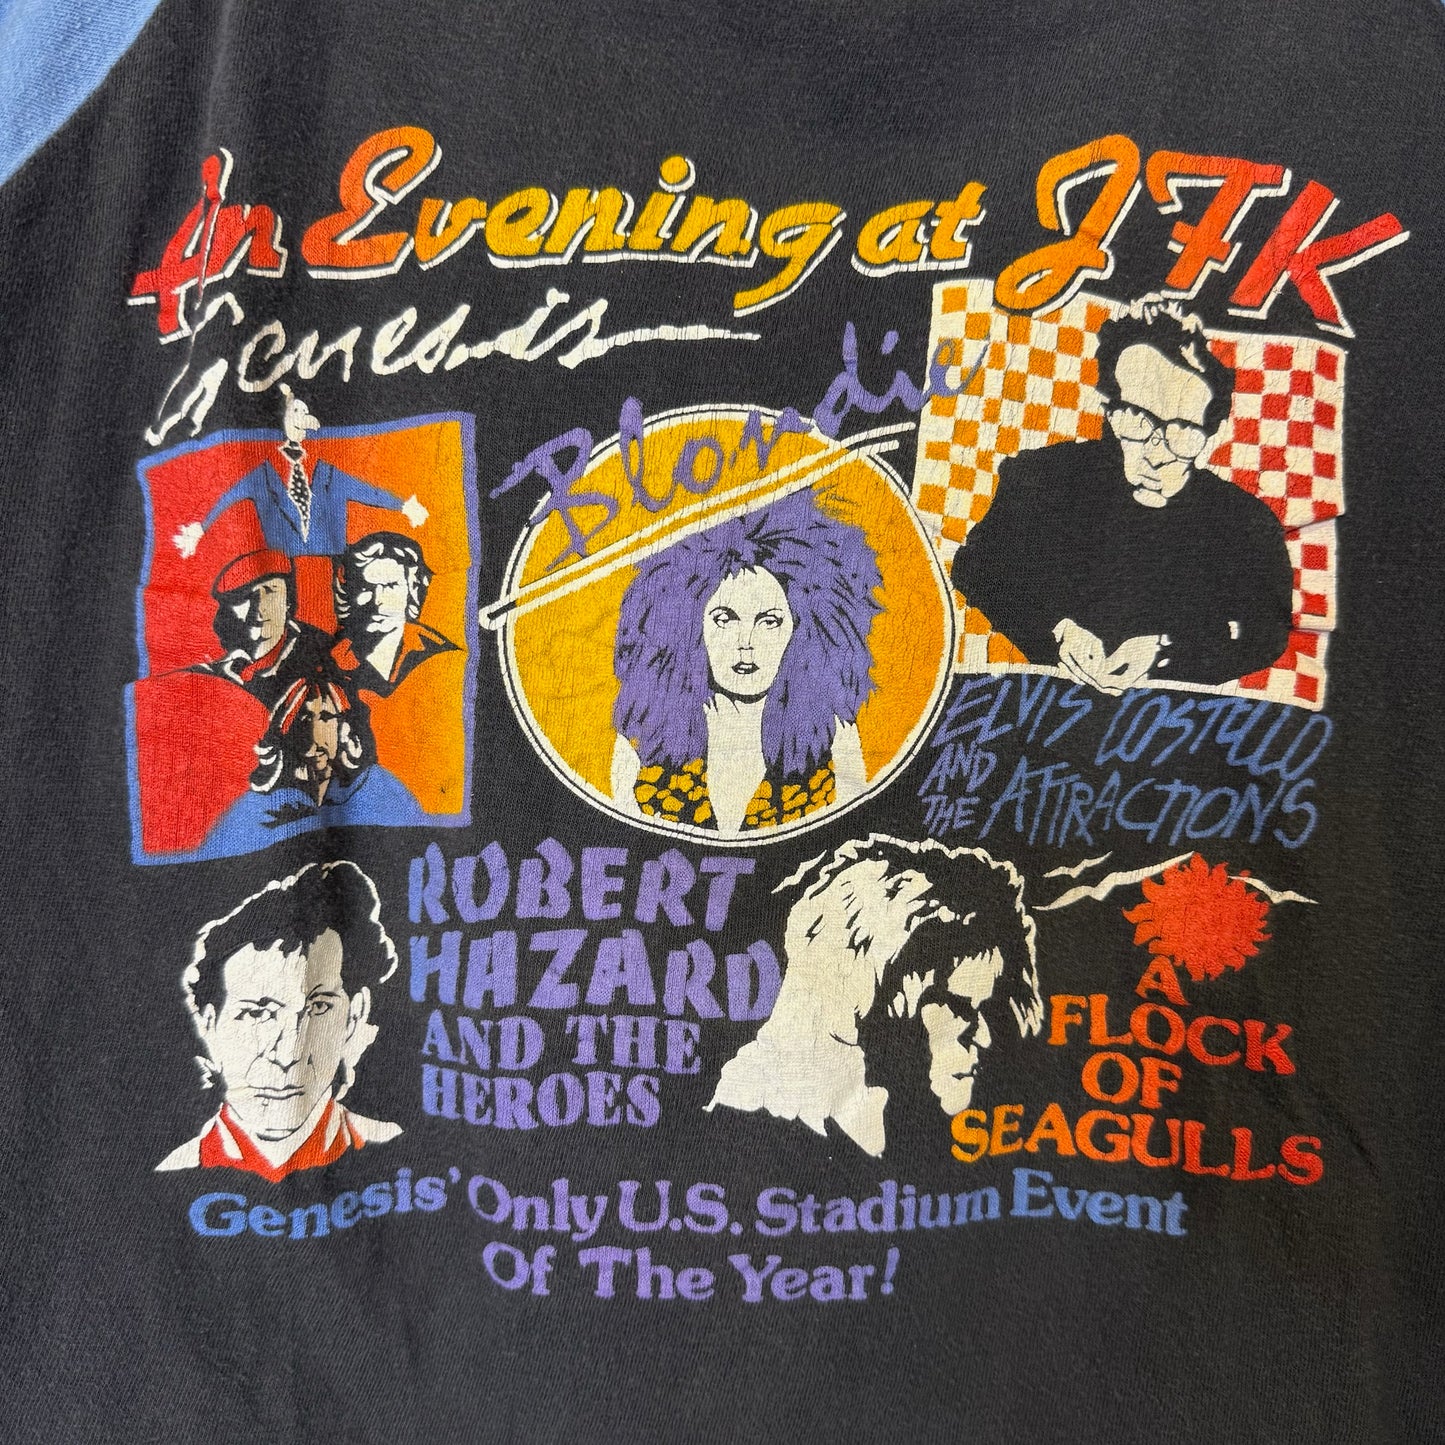 An Evening at JFK
Genesis
Blondie
ELVIS COSTELLO
AND THE ATTRACTIONS
ROBERT
HAZARD
AND THE
HEROES
A
FLOCK
OF
SEAGULLS
Genesis' Only U.S. Stadium Event
Of The Year!